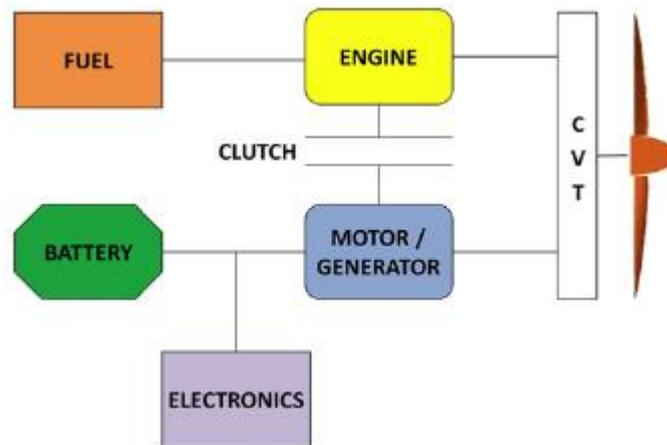 FUEL
ENGINE
CLUTCH
C
V
T
BATTERY
MOTOR /
GENERATOR
ELECTRONICS